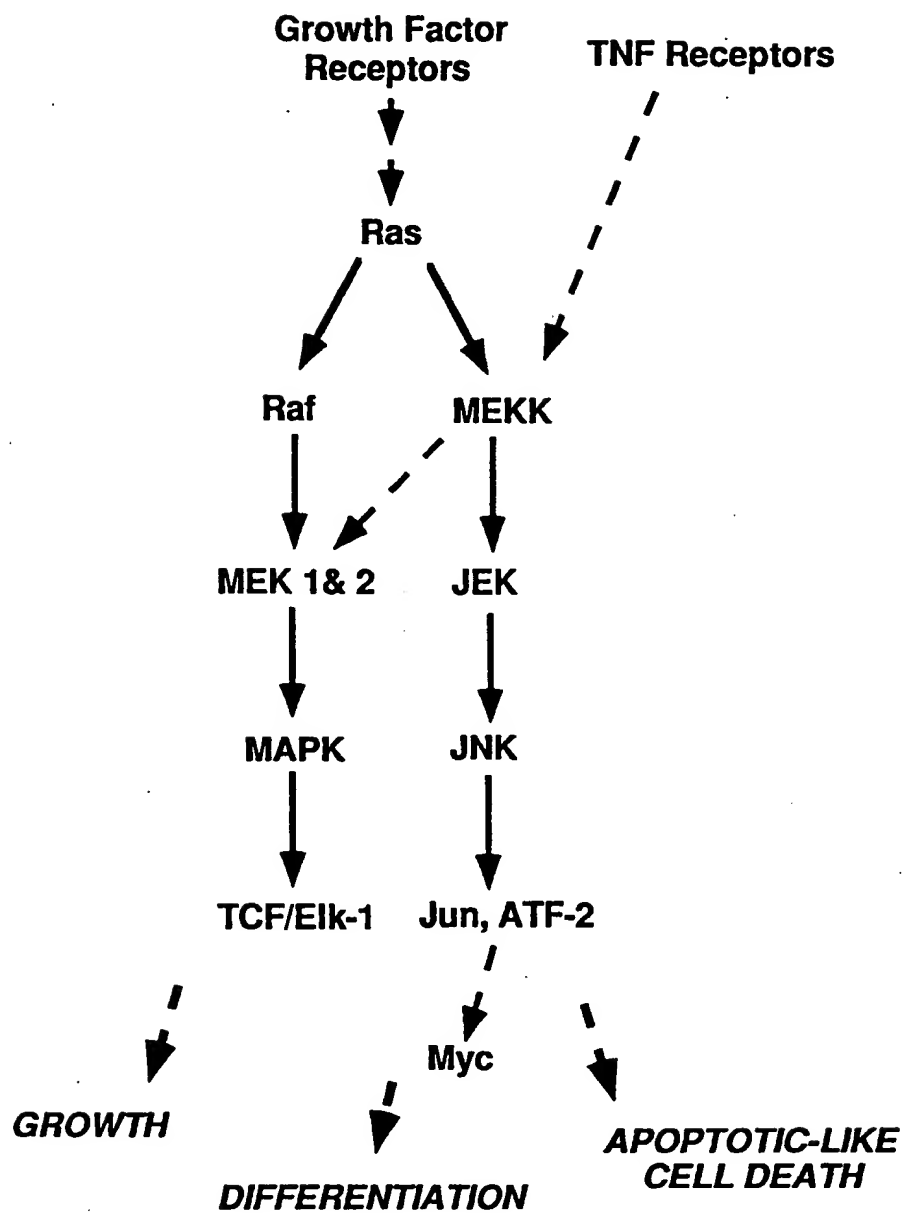 Growth Factor
Receptors
TNF Receptors
Ras
Raf
MEKK
MEK 1& 2
JEK
MAPK
JNK
TCF/Elk-1
Jun, ATF-2
Myc
GROWTH
DIFFERENTIATION
APOPTOTIC-LIKE
CELL DEATH